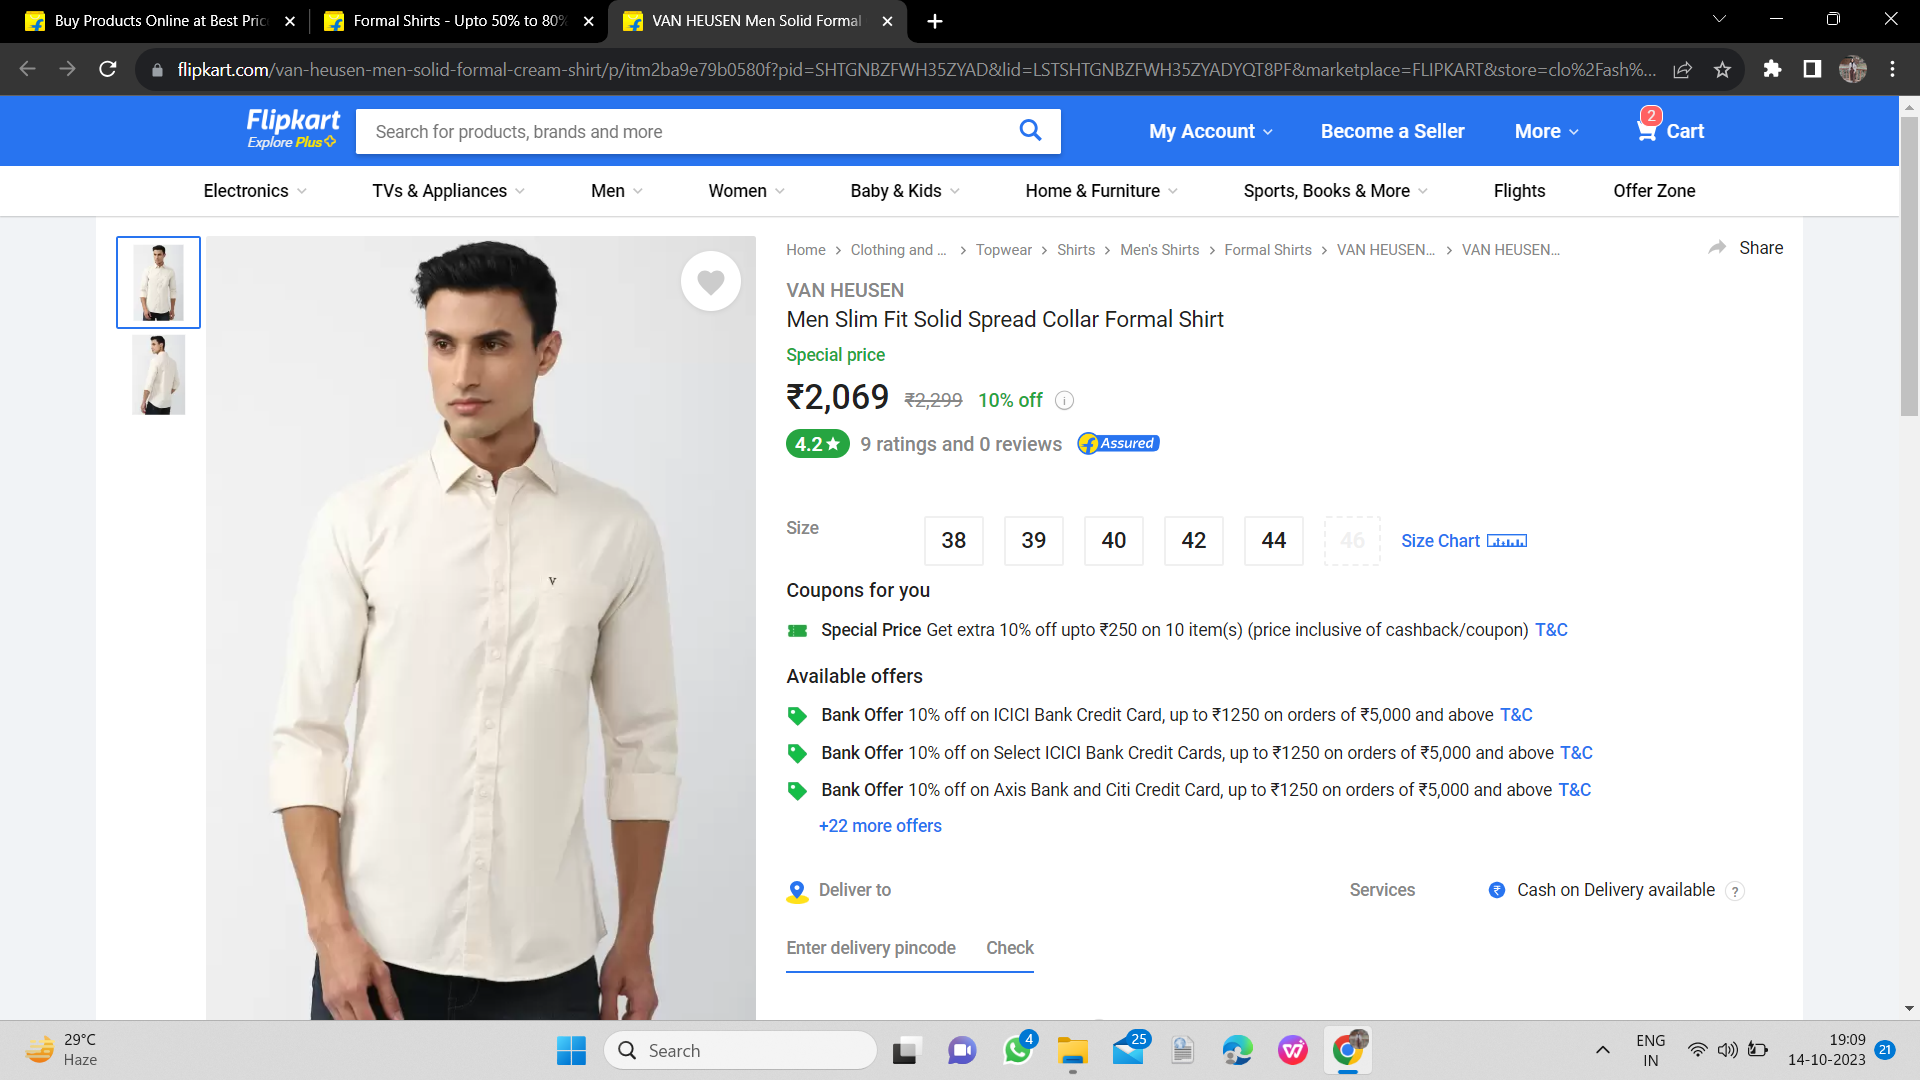 Buy Products Online at Best Pric
Formal Shirts - Upto 50% to 80%
VAN HEUSEN Men Solid Formal
flipkart.com/van-heusen-men-solid-formal-cream-shirt/p/itm2ba9e79b0580f?pid=SHTGNBZFWH35ZYAD&lid=LSTSHTGNBZFWH35ZYADYQT8PF&marketplace=FLIPKART&store=clo%2Fash%...
Flipkart
Explore Plus
Search for products, brands and more
My Account
Become a Seller
More
2
Cart
Electronics
TVs & Appliances
Men
Women
Baby & Kids
Home & Furniture
Sports, Books & More
Flights
Offer Zone
Home > Clothing and ... > Topwear > Shirts > Men's Shirts > Formal Shirts > VAN HEUSEN... > VAN HEUSEN...
Share
VAN HEUSEN
Men Slim Fit Solid Spread Collar Formal Shirt
Special price
₹2,069 ₹2,299 10% off
4.2★ 9 ratings and 0 reviews Assured
Size
38 39 40 42 44 46
Size Chart
V
Coupons for you
Special Price Get extra 10% off upto ₹250 on 10 item(s) (price inclusive of cashback/coupon) T&C
Available offers
Bank Offer 10% off on ICICI Bank Credit Card, up to ₹1250 on orders of ₹5,000 and above T&C
Bank Offer 10% off on Select ICICI Bank Credit Cards, up to ₹1250 on orders of ₹5,000 and above T&C
Bank Offer 10% off on Axis Bank and Citi Credit Card, up to ₹1250 on orders of ₹5,000 and above T&C
+22 more offers
Deliver to
Services
₹ Cash on Delivery available ?
Enter delivery pincode
Check
29°C
Haze
Search
4
25
ENG
IN
19:09
14-10-2023
21